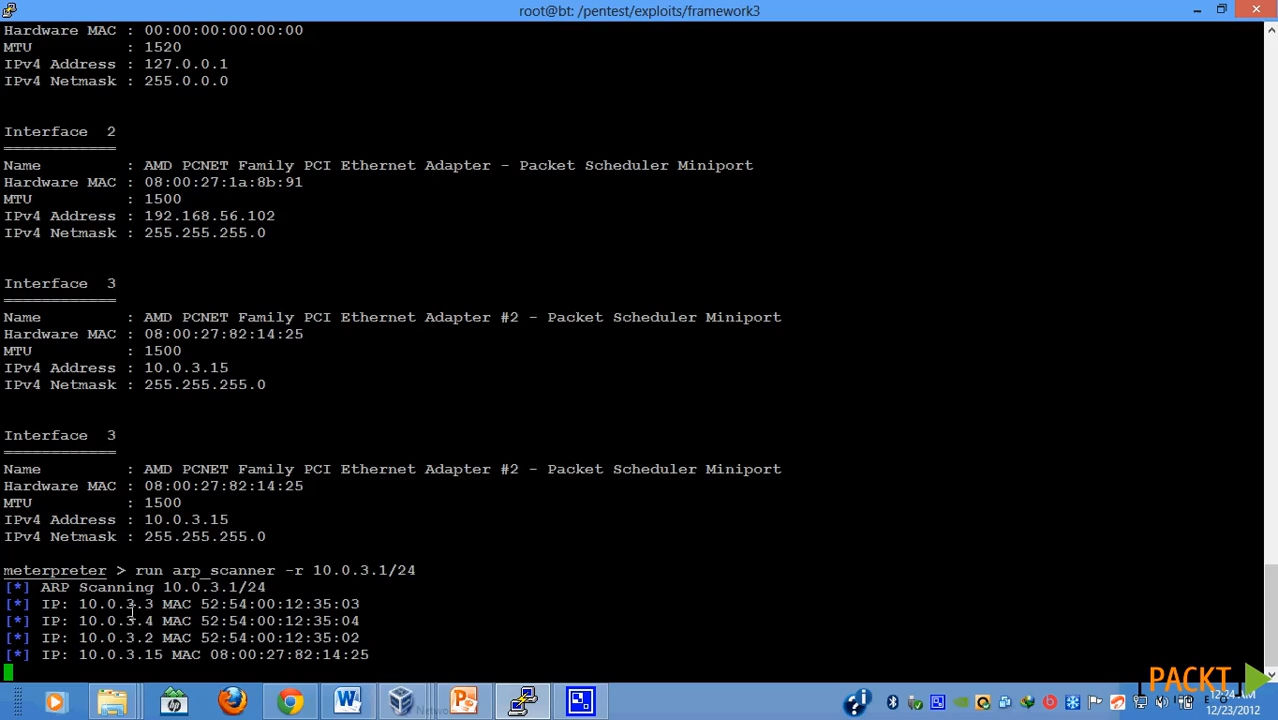 root@bt: /pentest/exploits/framework3
Hardware MAC : 00:00:00:00:00:00
MTU          : 1520
IPv4 Address : 127.0.0.1
IPv4 Netmask : 255.0.0.0
Interface  2
============
Name         : AMD PCNET Family PCI Ethernet Adapter - Packet Scheduler Miniport
Hardware MAC : 08:00:27:1a:8b:91
MTU          : 1500
IPv4 Address : 192.168.56.102
IPv4 Netmask : 255.255.255.0
Interface  3
============
Name         : AMD PCNET Family PCI Ethernet Adapter #2 - Packet Scheduler Miniport
Hardware MAC : 08:00:27:82:14:25
MTU          : 1500
IPv4 Address : 10.0.3.15
IPv4 Netmask : 255.255.255.0
Interface  3
============
Name         : AMD PCNET Family PCI Ethernet Adapter #2 - Packet Scheduler Miniport
Hardware MAC : 08:00:27:82:14:25
MTU          : 1500
IPv4 Address : 10.0.3.15
IPv4 Netmask : 255.255.255.0
meterpreter > run arp_scanner -r 10.0.3.1/24
[*] ARP Scanning 10.0.3.1/24
[*] IP: 10.0.3.3 MAC 52:54:00:12:35:03
[*] IP: 10.0.3.4 MAC 52:54:00:12:35:04
[*] IP: 10.0.3.2 MAC 52:54:00:12:35:02
[*] IP: 10.0.3.15 MAC 08:00:27:82:14:25
PACKT
12:24 AM
12/23/2012